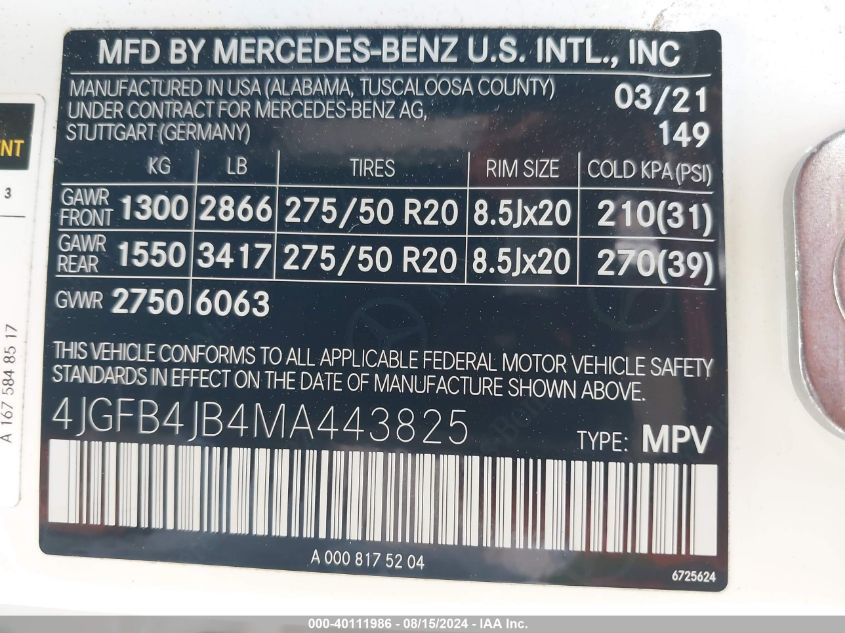 MFD BY MERCEDES-BENZ U.S. INTL., INC
MANUFACTURED IN USA (ALABAMA, TUSCALOOSA COUNTY)
UNDER CONTRACT FOR MERCEDES-BENZ AG,
STUTTGART (GERMANY)
03/21
149
KG LB TIRES RIM SIZE COLD KPA (PSI)
GAWR FRONT 1300 2866 275/50 R20 8.5Jx20 210(31)
GAWR REAR 1550 3417 275/50 R20 8.5Jx20 270(39)
GVWR 2750 6063
THIS VEHICLE CONFORMS TO ALL APPLICABLE FEDERAL MOTOR VEHICLE SAFETY
STANDARDS IN EFFECT ON THE DATE OF MANUFACTURE SHOWN ABOVE.
4JGFB4JB4MA443825
TYPE: MPV
A 000 817 52 04
6725624
NT
3
A 167 584 85 17
000-40111986 - 08/15/2024 - IAA Inc.